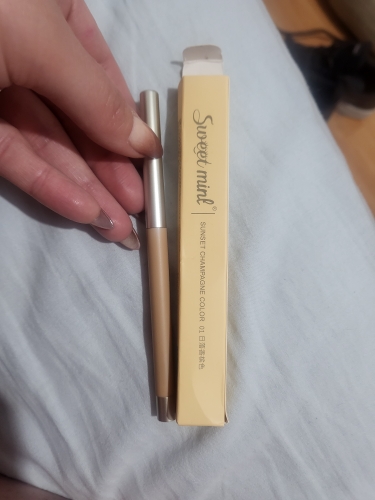 Sweet mint®
SUNSET CHAMPAGNE COLOR 01 日落香槟色